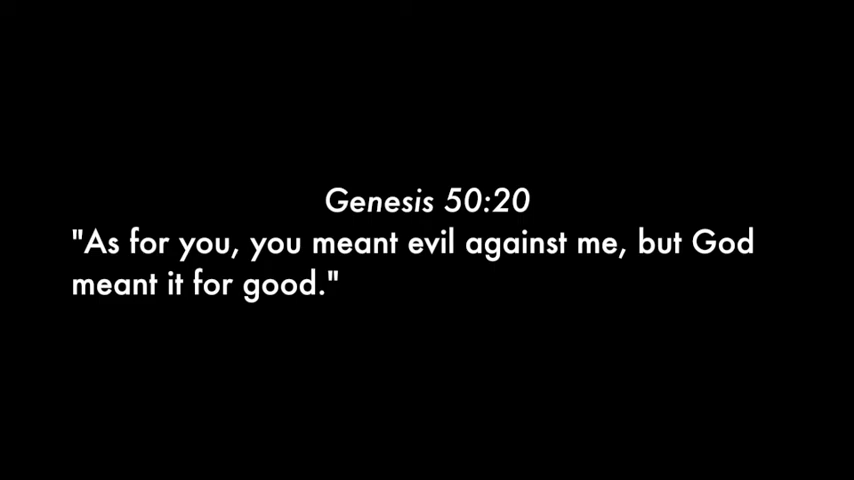 Genesis 50:20
"As for you, you meant evil against me, but God
meant it for good."